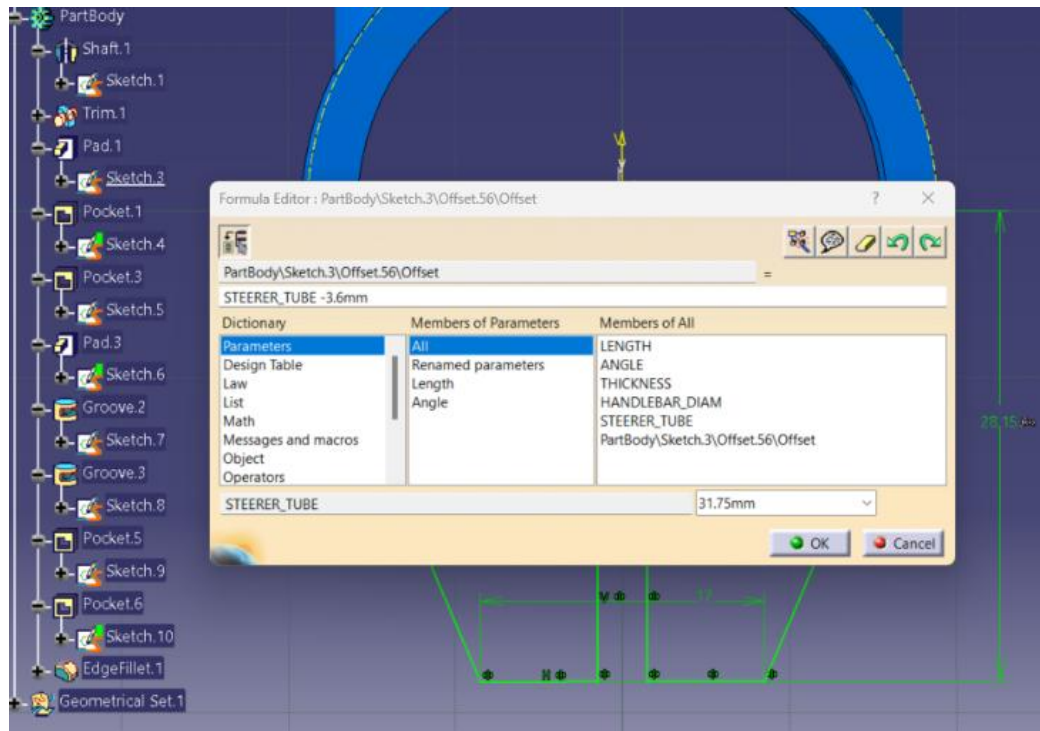 PartBody
Shaft.1
Sketch.1
Trim.1
Pad.1
Sketch.3
Pocket.1
Sketch.4
Pocket.3
Sketch.5
Pad.3
Sketch.6
Groove.2
Sketch.7
Groove.3
Sketch.8
Pocket.5
Sketch.9
Pocket.6
Sketch.10
EdgeFillet.1
Geometrical Set.1
Formula Editor : PartBody\Sketch.3\Offset.56\Offset
PartBody\Sketch.3\Offset.56\Offset =
STEERER_TUBE -3.6mm
Dictionary Members of Parameters Members of All
Parameters All LENGTH
Design Table Renamed parameters ANGLE
Law Length THICKNESS
List Angle HANDLEBAR_DIAM
Math STEERER_TUBE
Messages and macros PartBody\Sketch.3\Offset.56\Offset
Object
Operators
STEERER_TUBE 31.75mm
OK Cancel
28,15
V 17
H